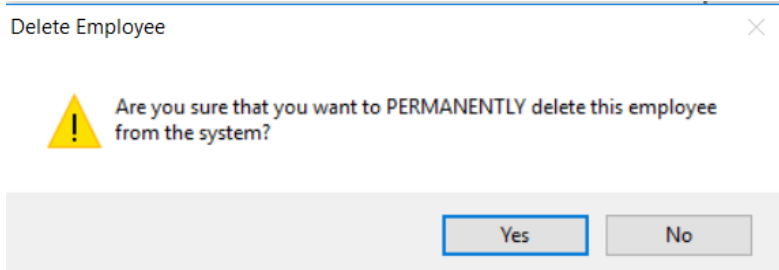 Delete Employee
Are you sure that you want to PERMANENTLY delete this employee
from the system?
Yes
No